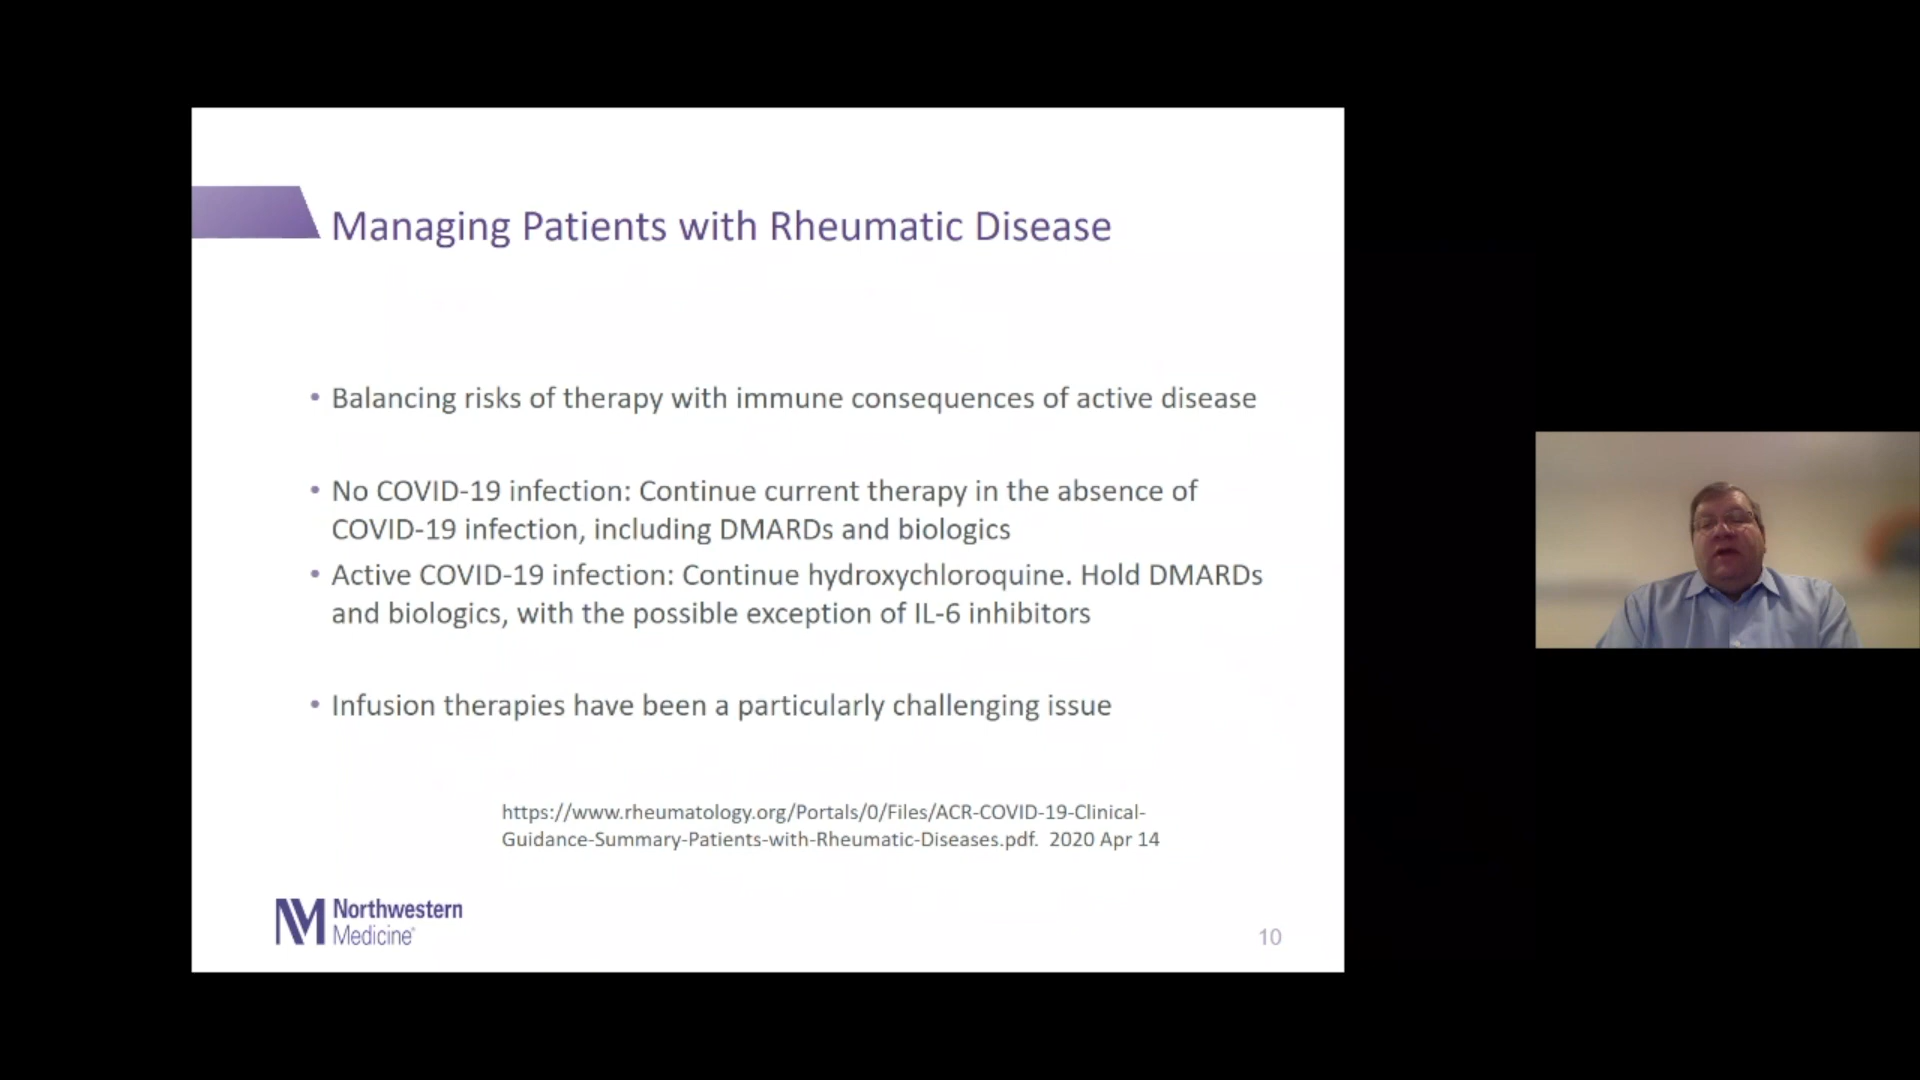 Managing Patients with Rheumatic Disease
• Balancing risks of therapy with immune consequences of active disease
• No COVID-19 infection: Continue current therapy in the absence of
COVID-19 infection, including DMARDs and biologics
• Active COVID-19 infection: Continue hydroxychloroquine. Hold DMARDs
and biologics, with the possible exception of IL-6 inhibitors
• Infusion therapies have been a particularly challenging issue
https://www.rheumatology.org/Portals/0/Files/ACR-COVID-19-Clinical-
Guidance-Summary-Patients-with-Rheumatic-Diseases.pdf. 2020 Apr 14
NM Northwestern
Medicine®
10